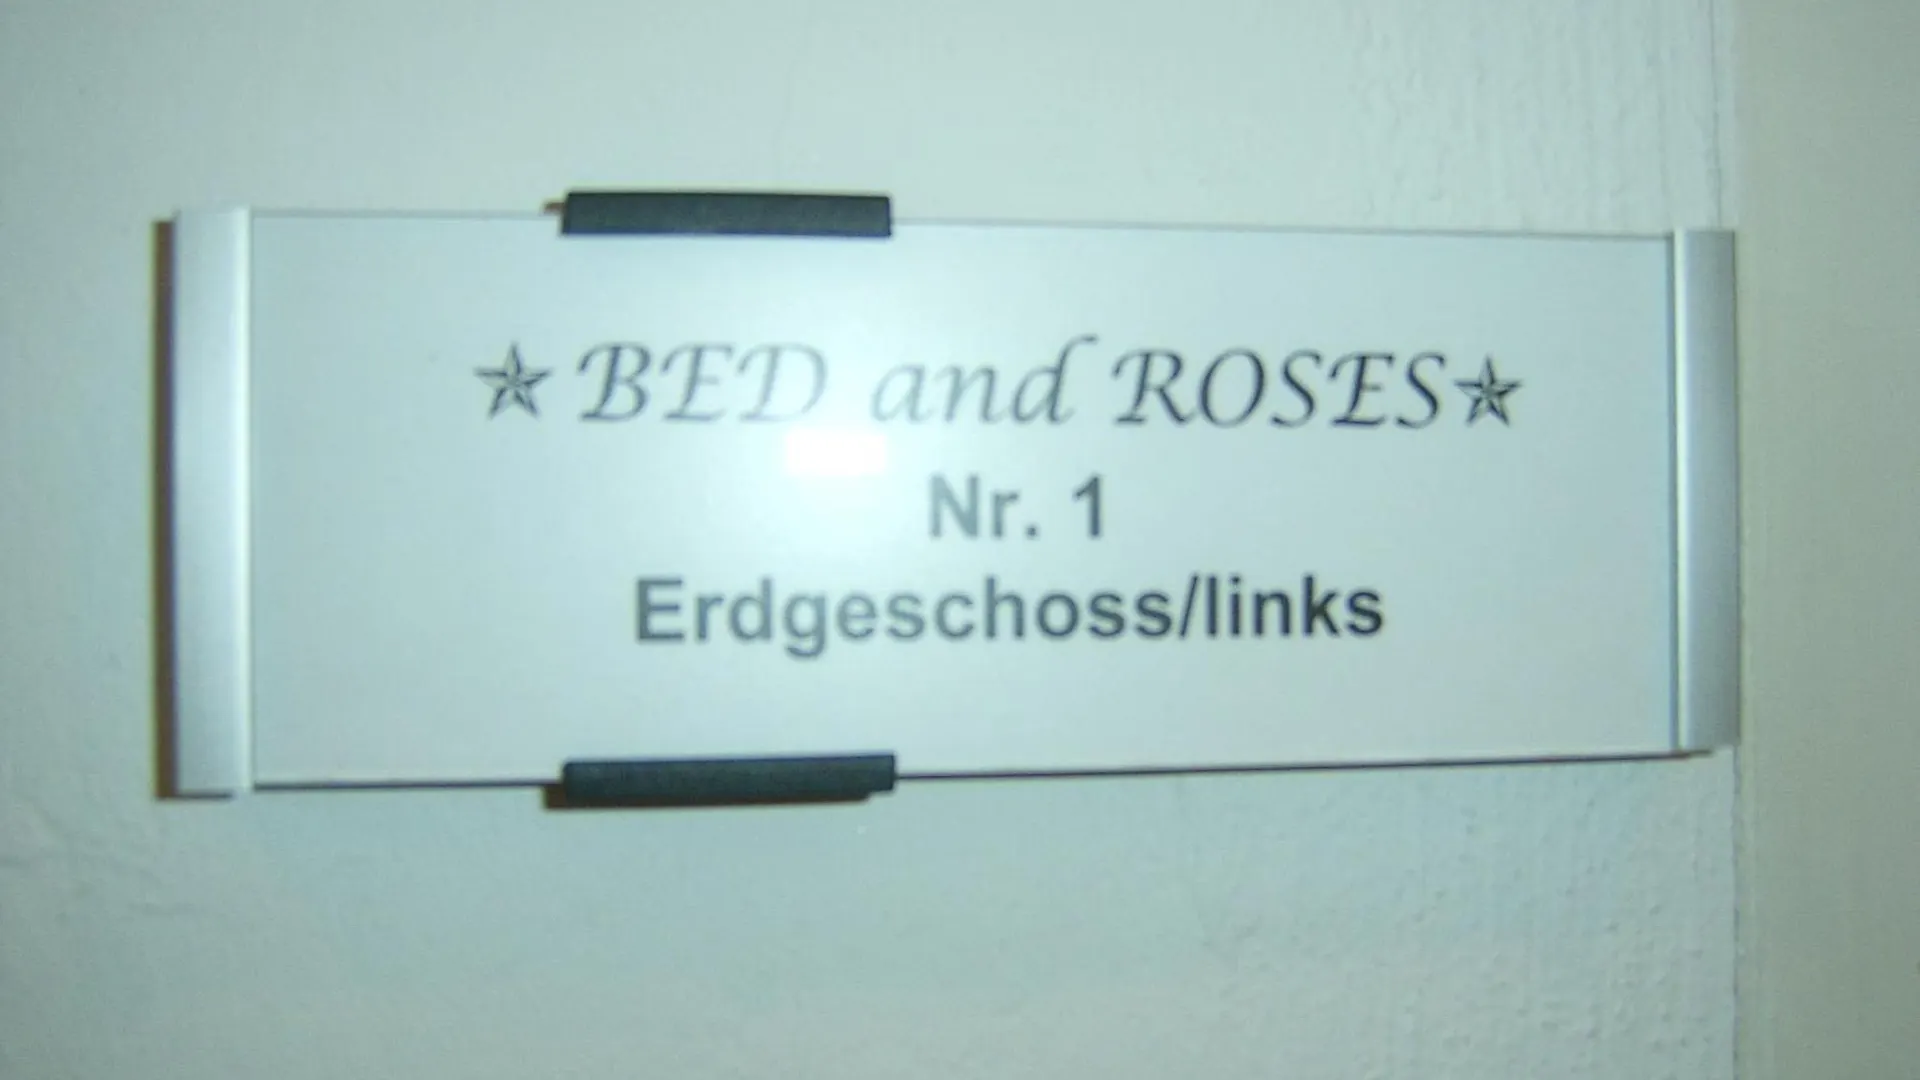 ★ BED and ROSES ★
Nr. 1
Erdgeschoss/links